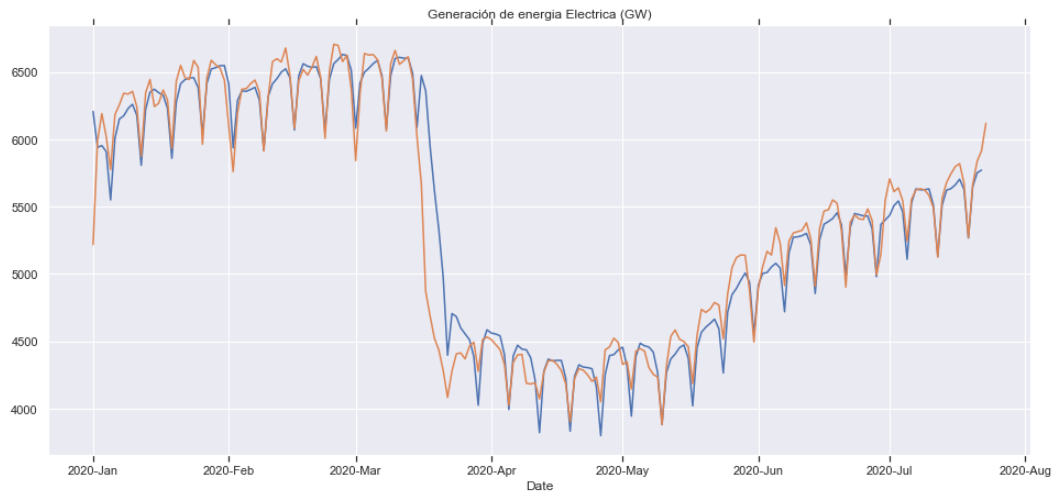 Generación de energia Electrica (GW)
6500
6000
5500
5000
4500
4000
2020-Jan 2020-Feb 2020-Mar 2020-Apr 2020-May 2020-Jun 2020-Jul 2020-Aug
Date